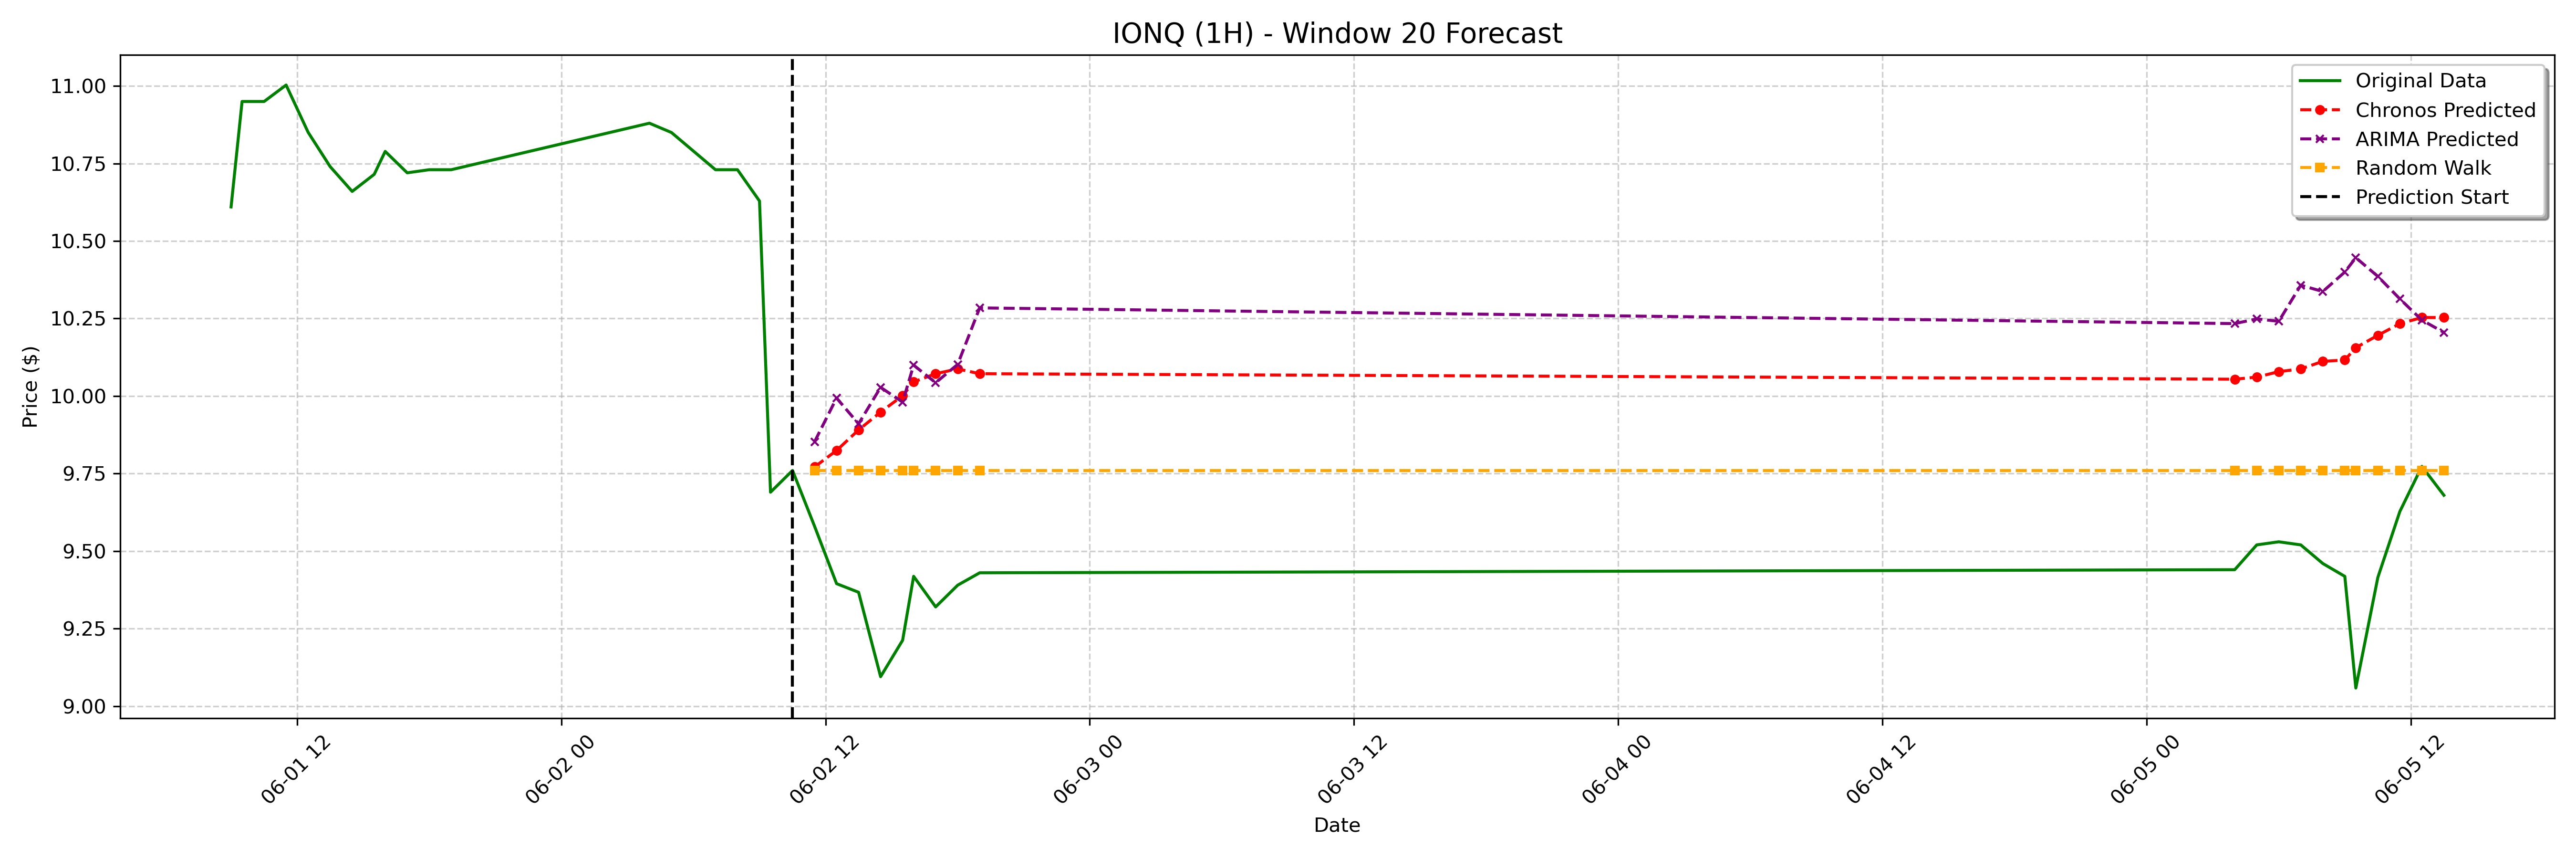 IONQ (1H) - Window 20 Forecast
Price ($)
11.00
10.75
10.50
10.25
10.00
9.75
9.50
9.25
9.00
Original Data
Chronos Predicted
ARIMA Predicted
Random Walk
Prediction Start
06-01 12
06-02 00
06-02 12
06-03 00
06-03 12
06-04 00
06-04 12
06-05 00
06-05 12
Date